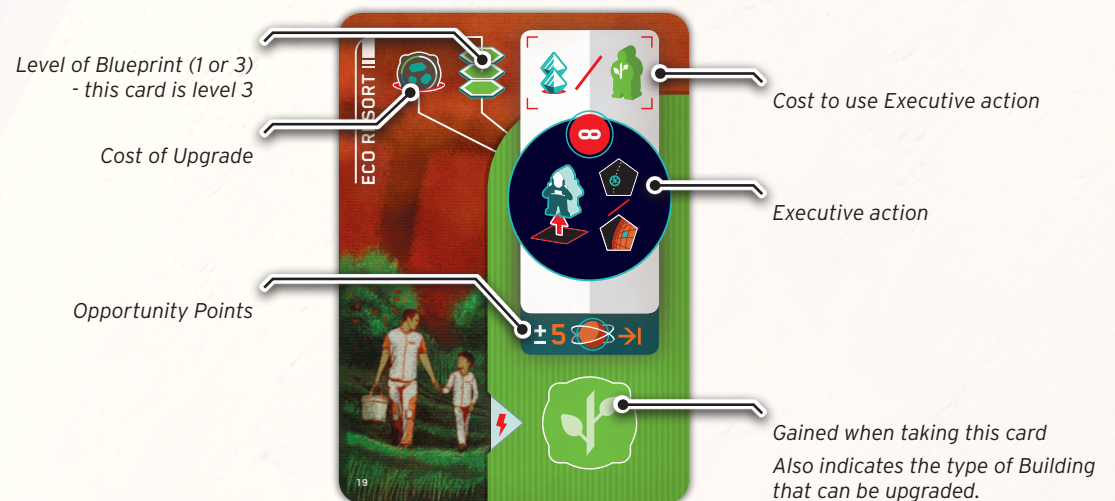 Level of Blueprint (1 or 3)
- this card is level 3
Cost of Upgrade
Opportunity Points
ECO RESORT II
±5
19
Cost to use Executive action
Executive action
Gained when taking this card
Also indicates the type of Building
that can be upgraded.